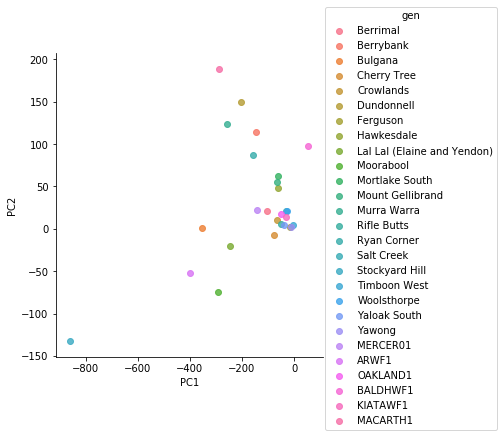 gen
Berrimal
Berrybank
Bulgana
Cherry Tree
Crowlands
Dundonnell
Ferguson
Hawkesdale
Lal Lal (Elaine and Yendon)
Moorabool
Mortlake South
Mount Gellibrand
Murra Warra
Rifle Butts
Ryan Corner
Salt Creek
Stockyard Hill
Timboon West
Woolsthorpe
Yaloak South
Yawong
MERCER01
ARWF1
OAKLAND1
BALDHWF1
KIATAWF1
MACARTH1
200
150
100
50
0
−50
−100
−150
PC2
−800 −600 −400 −200 0
PC1